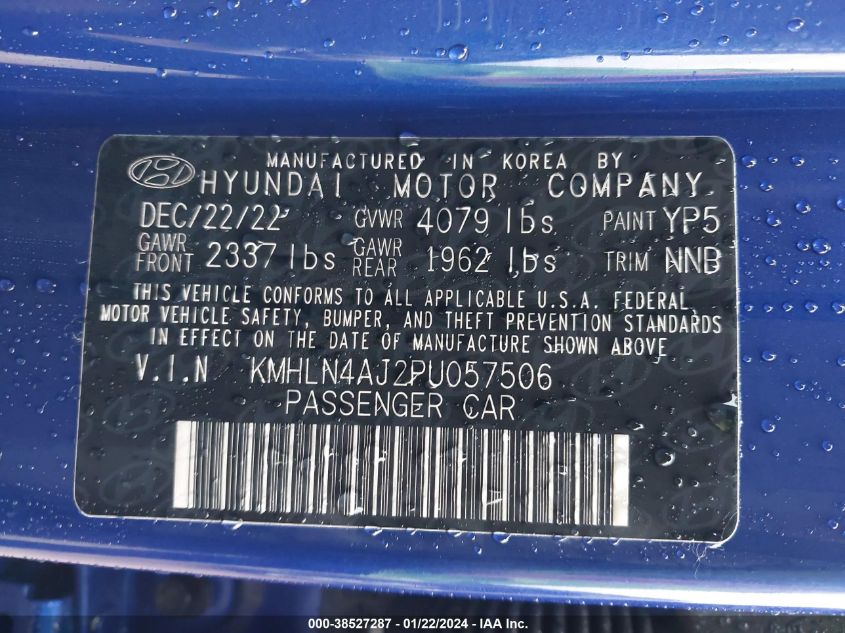 MANUFACTURED IN KOREA BY
HYUNDAI MOTOR COMPANY
DEC/22/22 GVWR 4079 lbs PAINT YP5
GAWR FRONT 2337 lbs GAWR REAR 1962 lbs TRIM NNB
THIS VEHICLE CONFORMS TO ALL APPLICABLE U.S.A. FEDERAL
MOTOR VEHICLE SAFETY, BUMPER, AND THEFT PREVENTION STANDARDS
IN EFFECT ON THE DATE OF MANUFACTURE SHOWN ABOVE
V.I.N KMHLN4AJ2PU057506
PASSENGER CAR
000-38527287 - 01/22/2024 - IAA Inc.